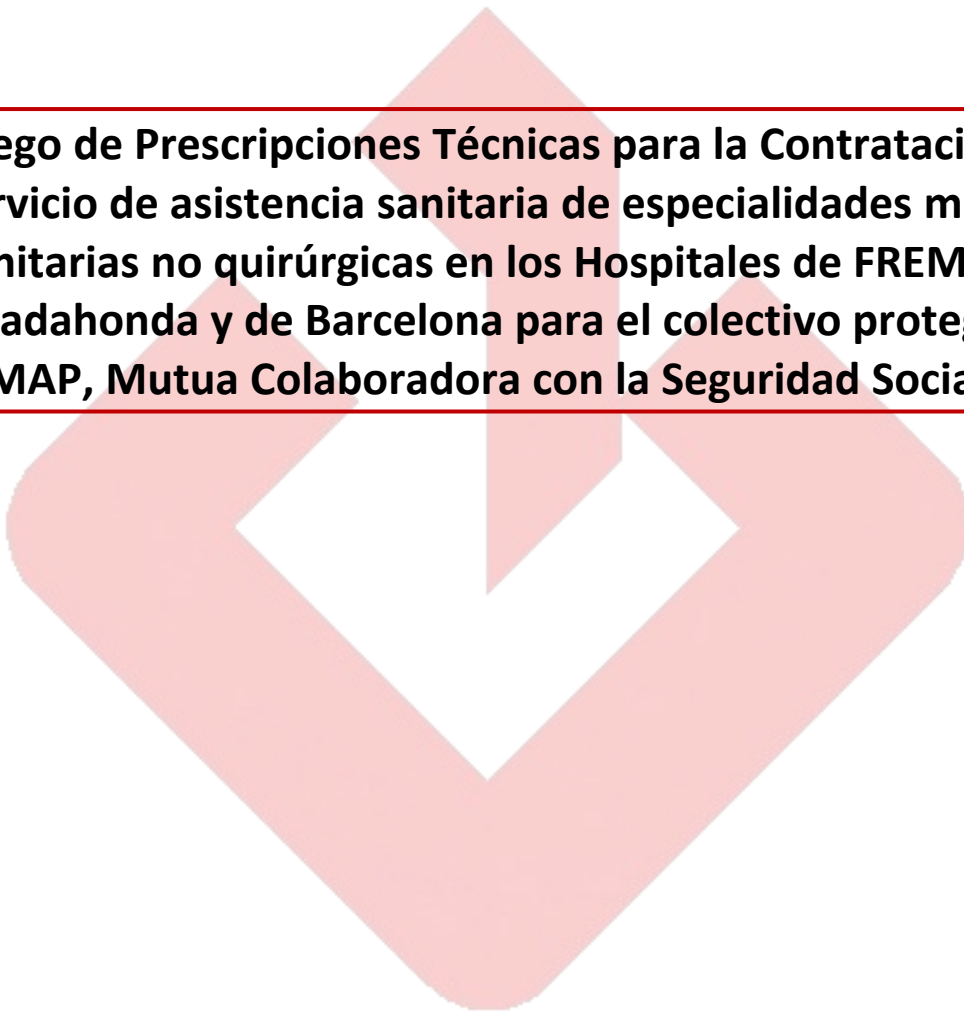 ego de Prescripciones Técnicas para la Contrataci
rvicio de asistencia sanitaria de especialidades m
nitarias no quirúrgicas en los Hospitales de FREM
adahonda y de Barcelona para el colectivo proteg
MAP, Mutua Colaboradora con la Seguridad Socia